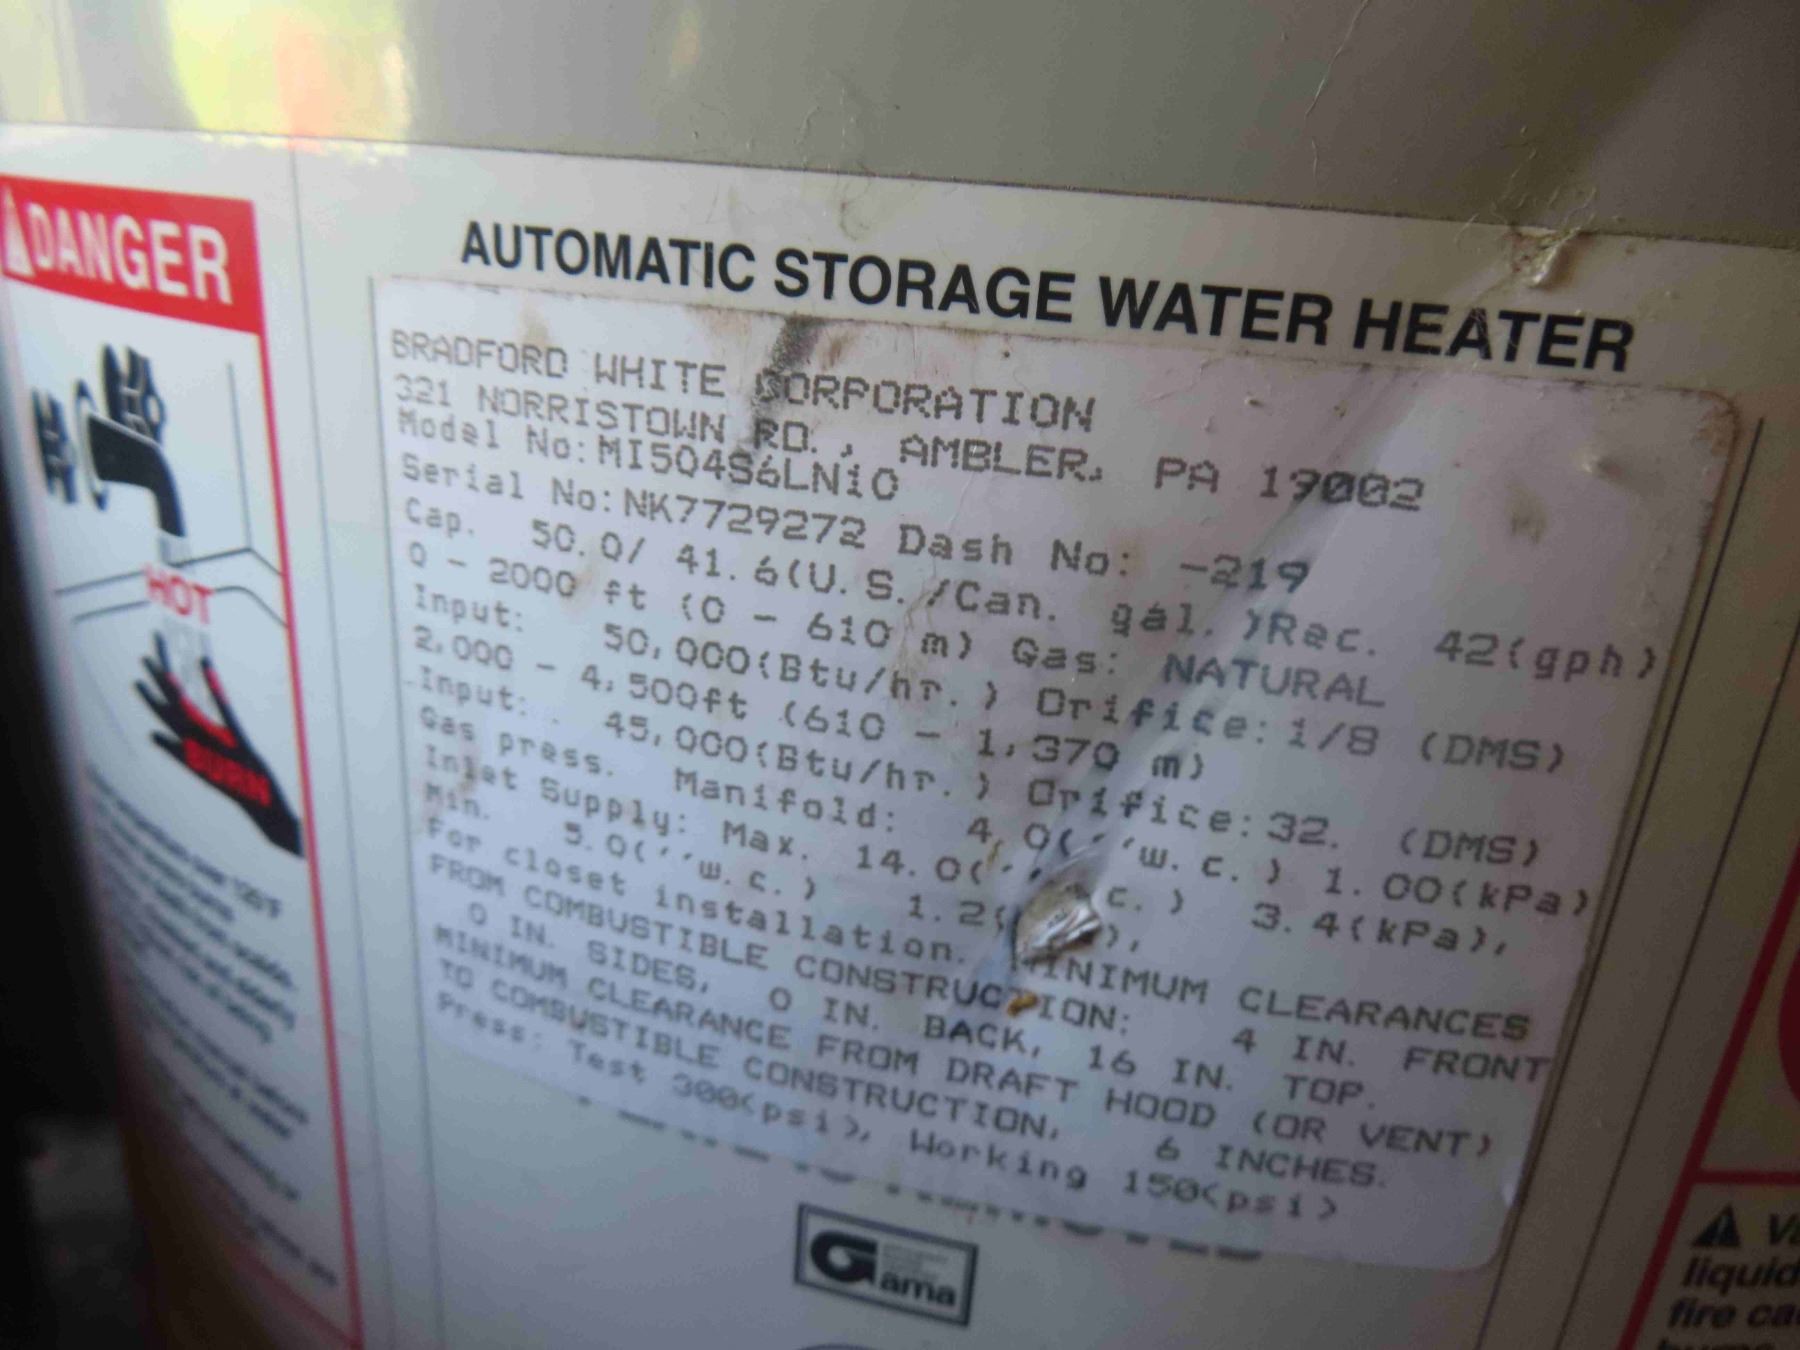 DANGER
HOT
BURN
AUTOMATIC STORAGE WATER HEATER
BRADFORD WHITE CORPORATION
321 NORRISTOWN RD., AMBLER, PA 19002
Model No:MI504S6LN10
Serial No:NK7729272 Dash No: -219
Cap. 50.0/ 41.6(U.S./Can. gal.)Rec. 42(gph)
0 - 2000 ft (0 - 610 m) Gas: NATURAL
Input: 50,000(Btu/hr.) Orifice:1/8 (DMS)
2,000 - 4,500ft (610 - 1,370 m)
Input: 45,000(Btu/hr.) Orifice:32. (DMS)
Gas press. Manifold: 4.0(''w.c.) 1.00(kPa)
Inlet Supply: Max. 14.0(' c.) 3.4(kPa),
Min. 5.0(''w.c.) 1.2( ),
For closet installation. MINIMUM CLEARANCES
FROM COMBUSTIBLE CONSTRUCTION: 4 IN. FRONT
0 IN. SIDES, 0 IN. BACK, 16 IN. TOP.
MINIMUM CLEARANCE FROM DRAFT HOOD (OR VENT)
TO COMBUSTIBLE CONSTRUCTION, 6 INCHES.
Press: Test 300(psi), Working 150(psi)
Gama
liquid
fire